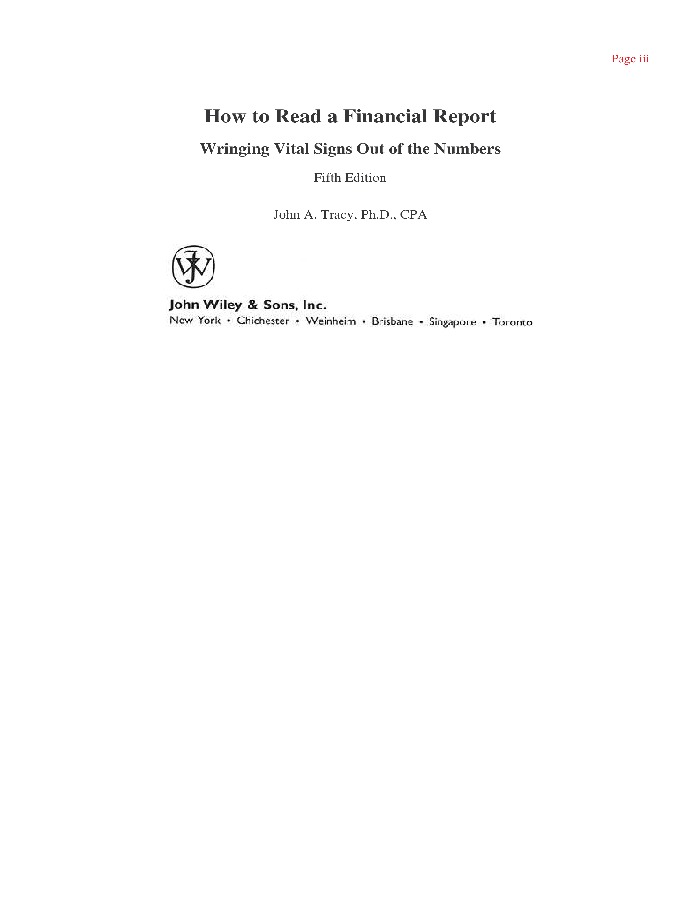 Page iii
How to Read a Financial Report
Wringing Vital Signs Out of the Numbers
Fifth Edition
John A. Tracy, Ph.D., CPA
John Wiley & Sons, Inc.
New York • Chichester • Weinheim • Brisbane • Singapore • Toronto